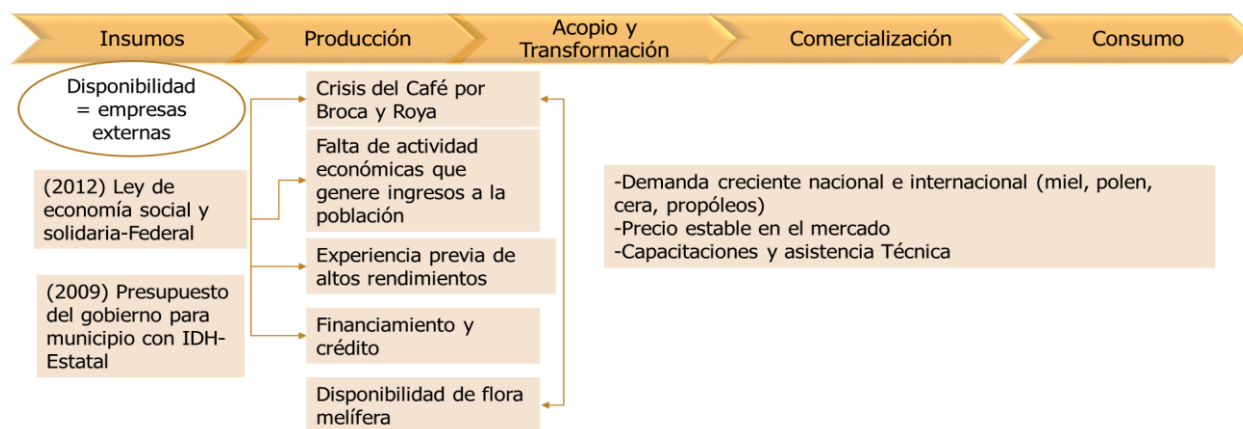 Insumos
Producción
Acopio y
Transformación
Comercialización
Consumo
Disponibilidad
= empresas
externas
(2012) Ley de
economía social y
solidaria-Federal
(2009) Presupuesto
del gobierno para
municipio con IDH-
Estatal
Crisis del Café por
Broca y Roya
Falta de actividad
económicas que
genere ingresos a la
población
Experiencia previa de
altos rendimientos
Financiamiento y
crédito
Disponibilidad de flora
melífera
-Demanda creciente nacional e internacional (miel, polen,
cera, propóleos)
-Precio estable en el mercado
-Capacitaciones y asistencia Técnica